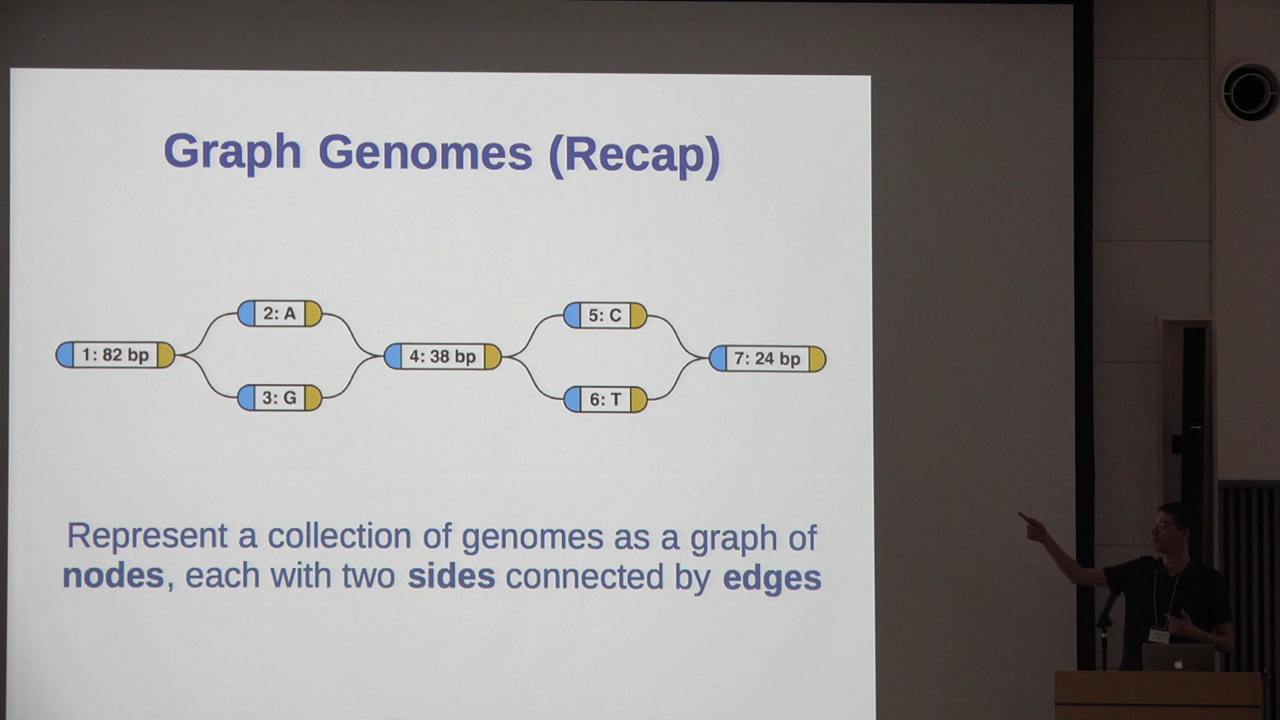 Graph Genomes (Recap)
2: A
5: C
1: 82 bp
4: 38 bp
7: 24 bp
3: G
6: T
Represent a collection of genomes as a graph of
nodes, each with two sides connected by edges